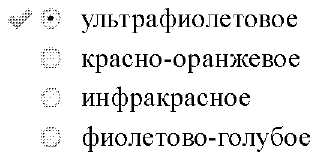 ультрафиолетовое
красно-оранжевое
инфракрасное
фиолетово-голубое